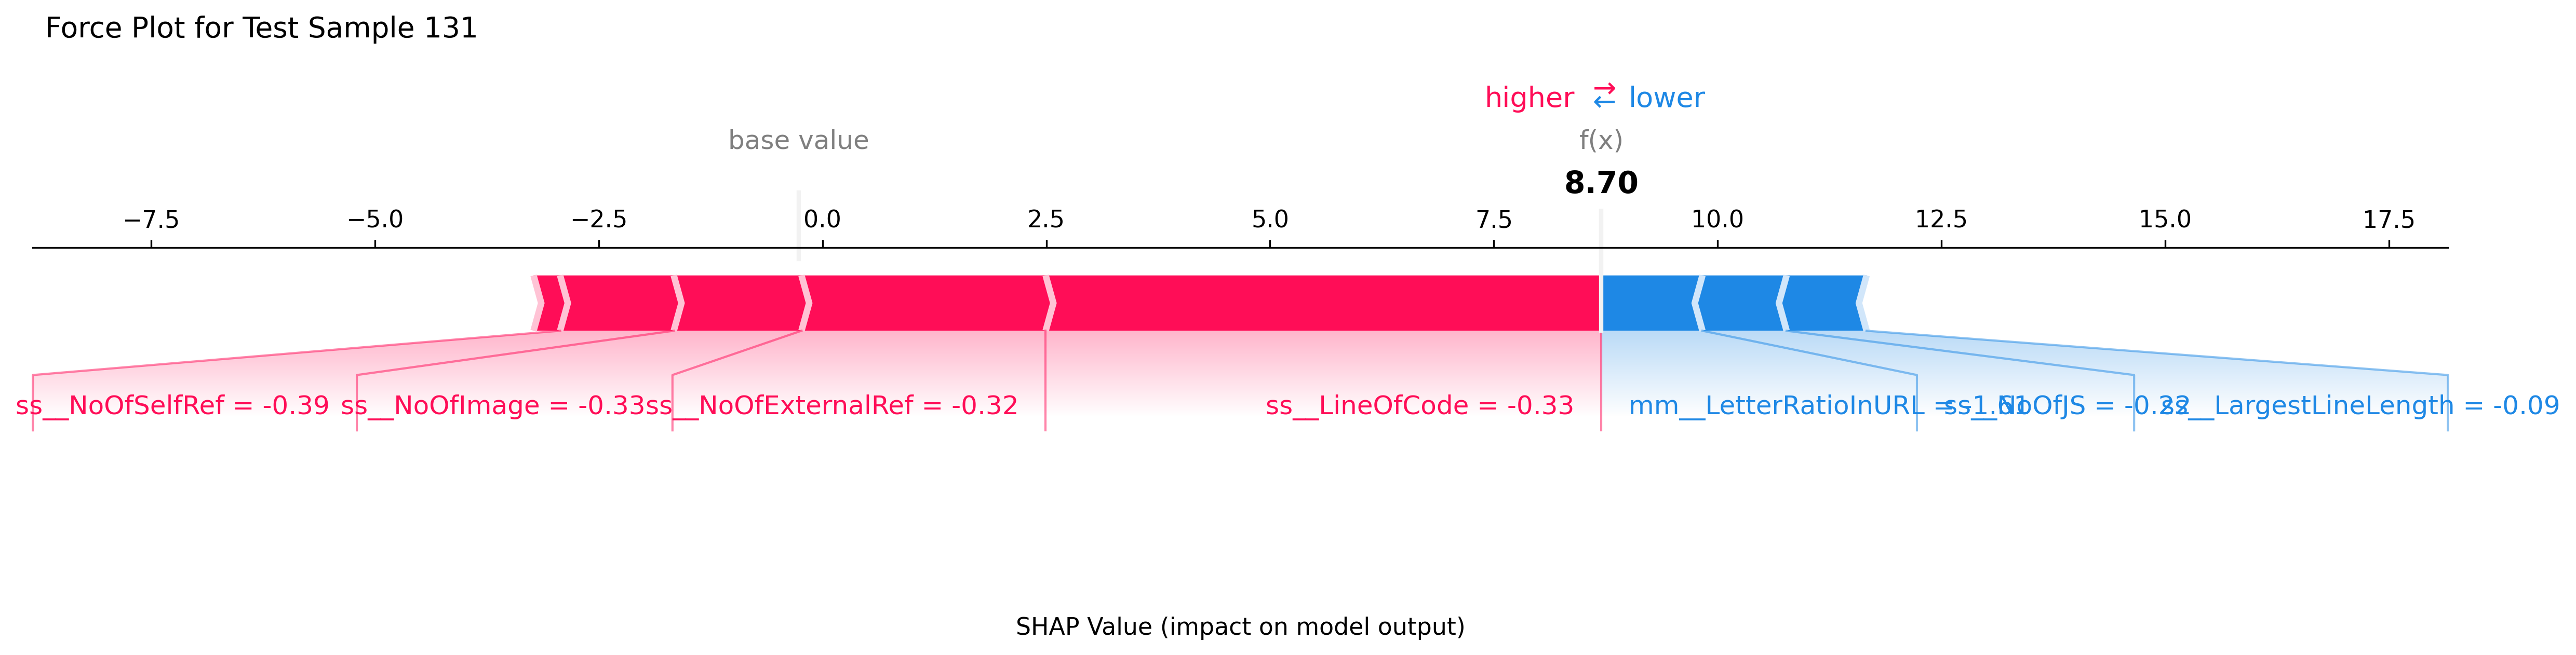 Force Plot for Test Sample 131
higher ⇄ lower
base value f(x)
8.70
−7.5 −5.0 −2.5 0.0 2.5 5.0 7.5 10.0 12.5 15.0 17.5
ss__NoOfSelfRef = -0.39 ss__NoOfImage = -0.33 ss__NoOfExternalRef = -0.32 ss__LineOfCode = -0.33 mm__LetterRatioInURL = -1.61 ss__NoOfJS = -0.22 ss__LargestLineLength = -0.09
SHAP Value (impact on model output)